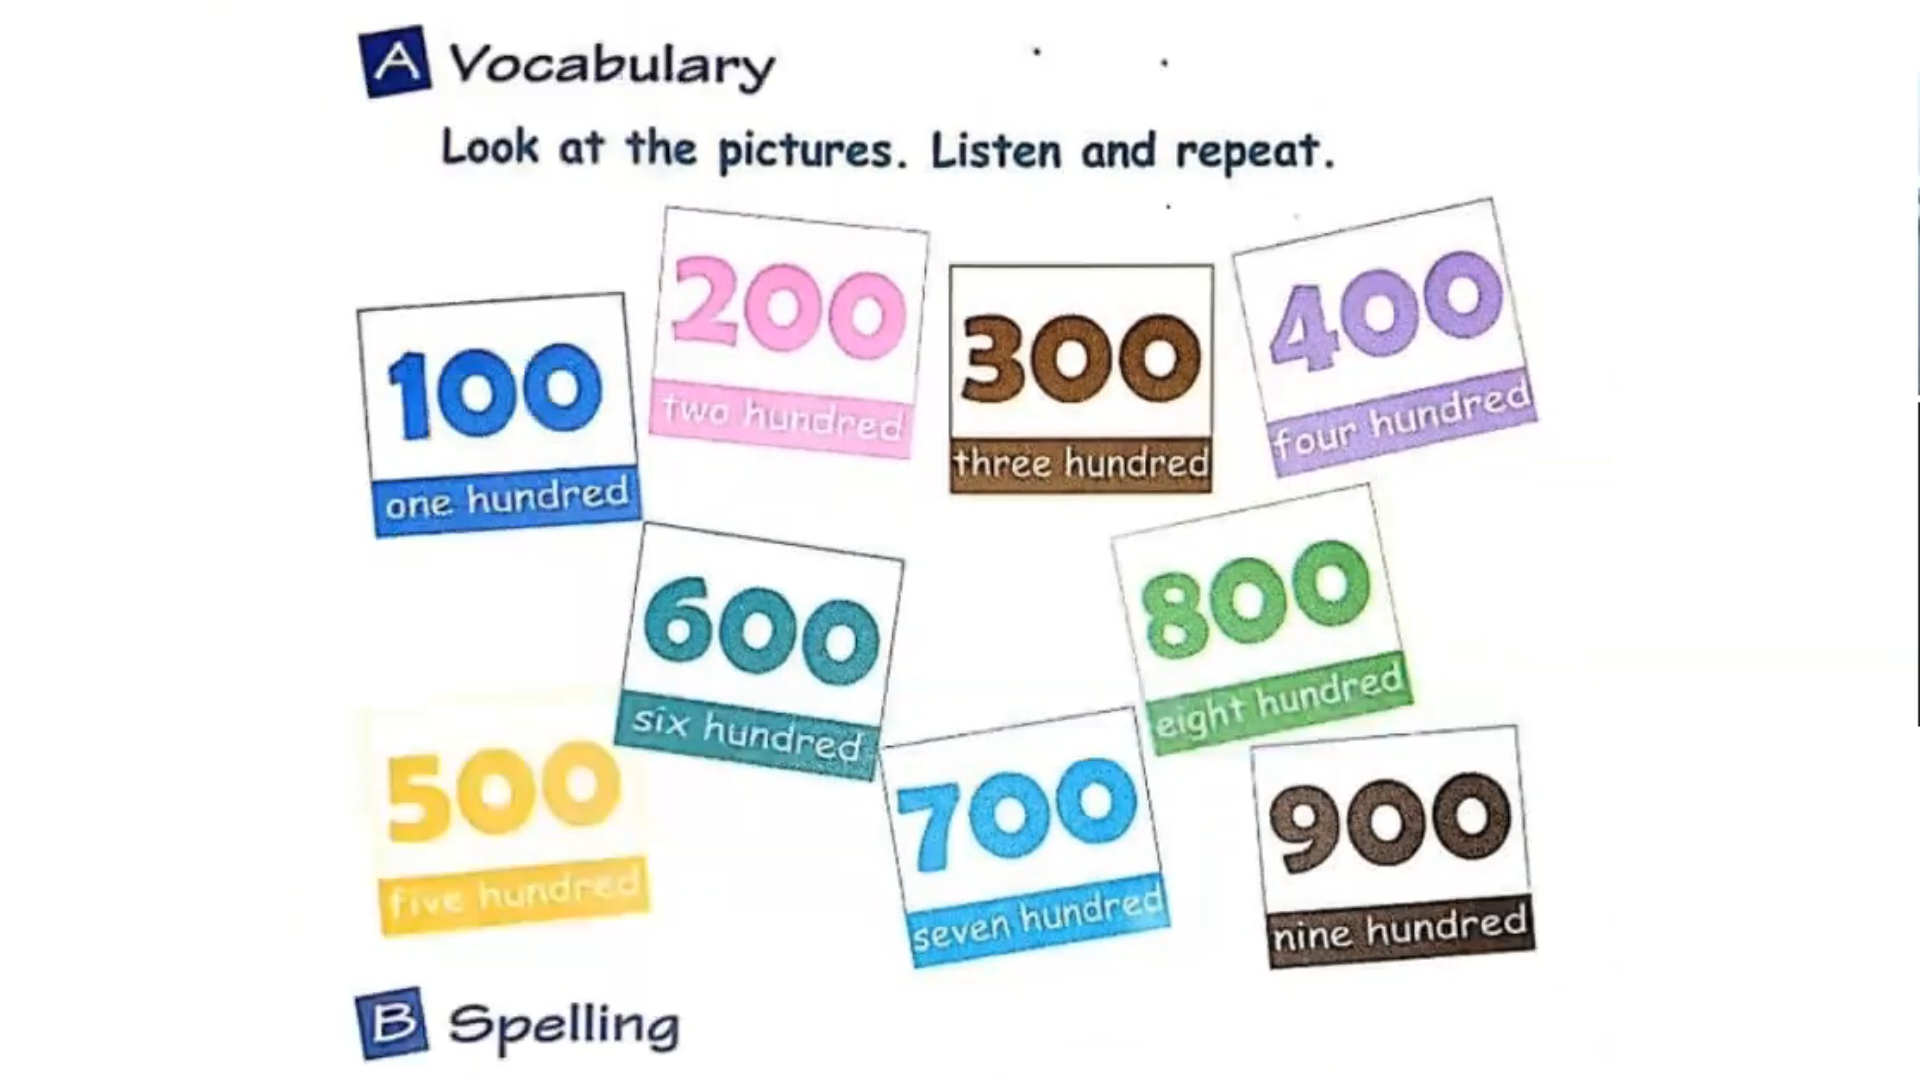 A Vocabulary
Look at the pictures. Listen and repeat.
100
one hundred
200
two hundred
300
three hundred
400
four hundred
500
five hundred
600
six hundred
700
seven hundred
800
eight hundred
900
nine hundred
B Spelling